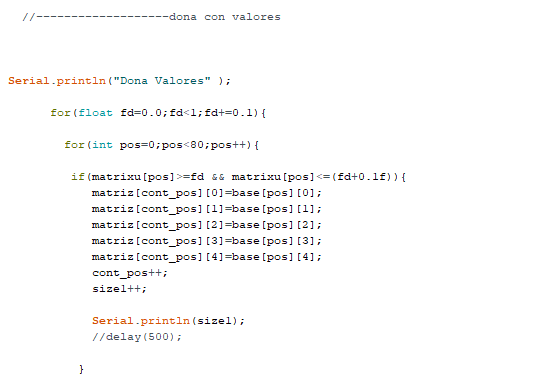 //-------------------dona con valores
Serial.println("Dona Valores" );
for(float fd=0.0;fd<1;fd+=0.1){
for(int pos=0;pos<80;pos++){
if(matrixu[pos]>=fd && matrixu[pos]<=(fd+0.1f)){
matriz[cont_pos][0]=base[pos][0];
matriz[cont_pos][1]=base[pos][1];
matriz[cont_pos][2]=base[pos][2];
matriz[cont_pos][3]=base[pos][3];
matriz[cont_pos][4]=base[pos][4];
cont_pos++;
size1++;
Serial.println(size1);
//delay(500);
}